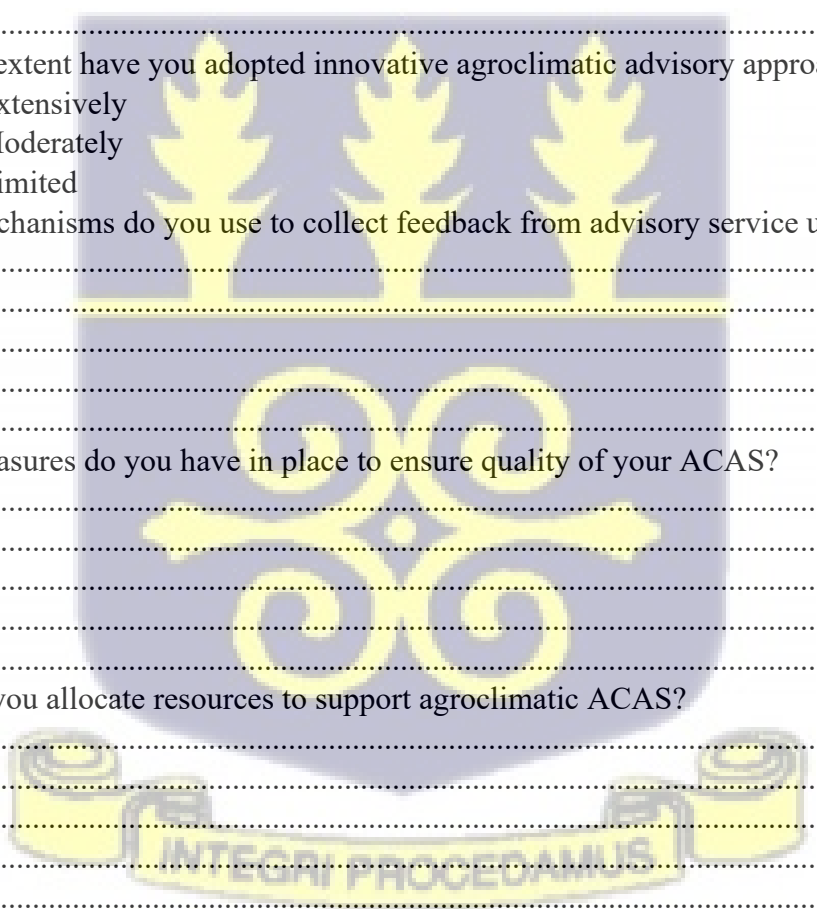 ........................................................................
extent have you adopted innovative agroclimatic advisory
xtensively
Moderately
imited
chanisms do you use to collect feedback from advisory service
........................................................................
........................................................................
........................................................................
........................................................................
........................................................................
asures do you have in place to ensure quality of your ACAS?
........................................................................
........................................................................
........................................................................
........................................................................
........................................................................
you allocate resources to support agroclimatic ACAS?
........................................................................
........................................................................
........................................................................
INTEGRI PROCEDAMUS
........................................................................
........................................................................